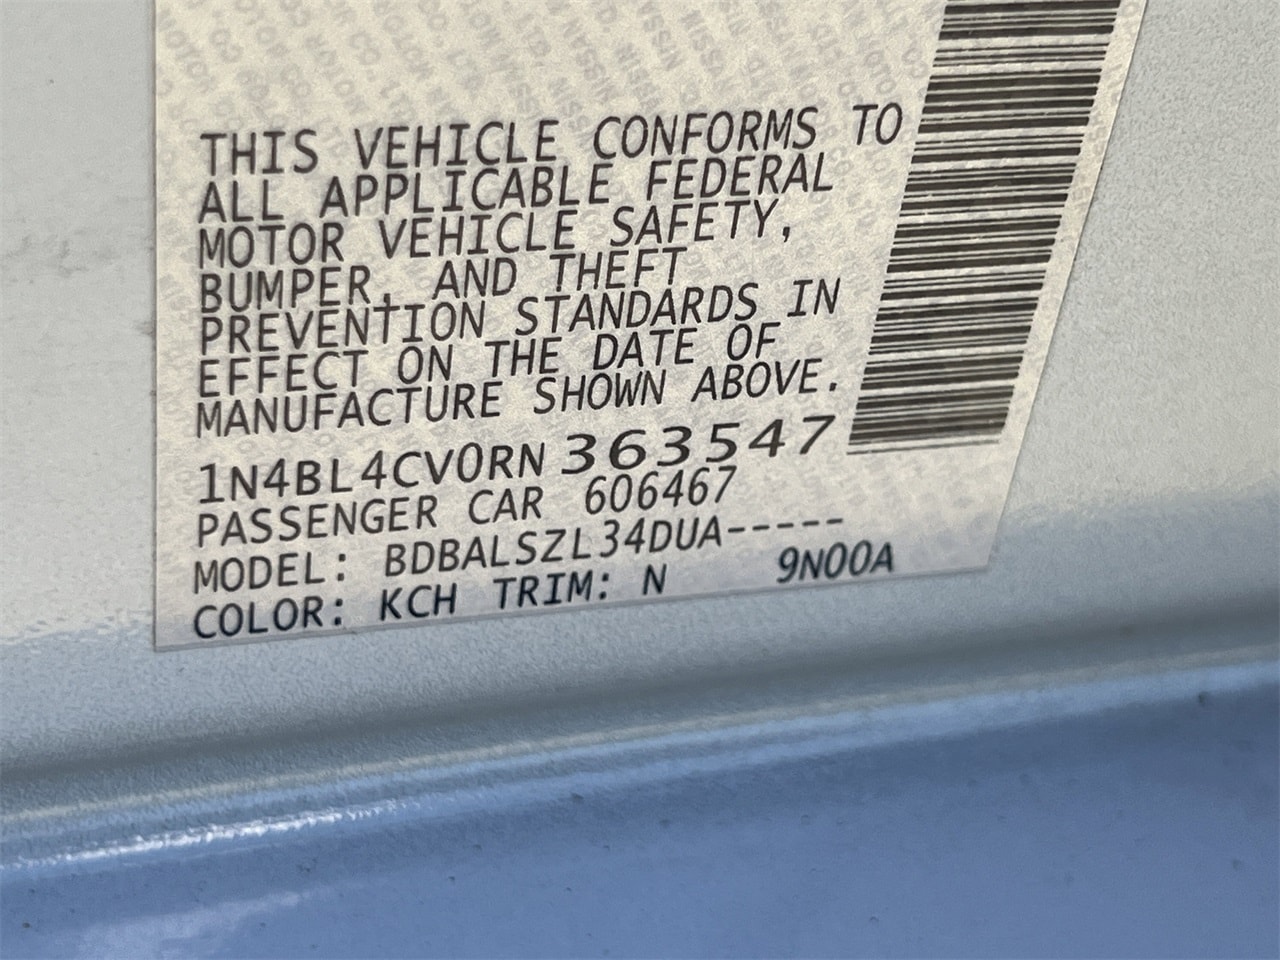 THIS VEHICLE CONFORMS TO
ALL APPLICABLE FEDERAL
MOTOR VEHICLE SAFETY,
BUMPER, AND THEFT
PREVENTION STANDARDS IN
EFFECT ON THE DATE OF
MANUFACTURE SHOWN ABOVE.
1N4BL4CV0RN363547
PASSENGER CAR 606467
MODEL: BDBALSZL34DUA-----
COLOR: KCH TRIM: N 9N00A